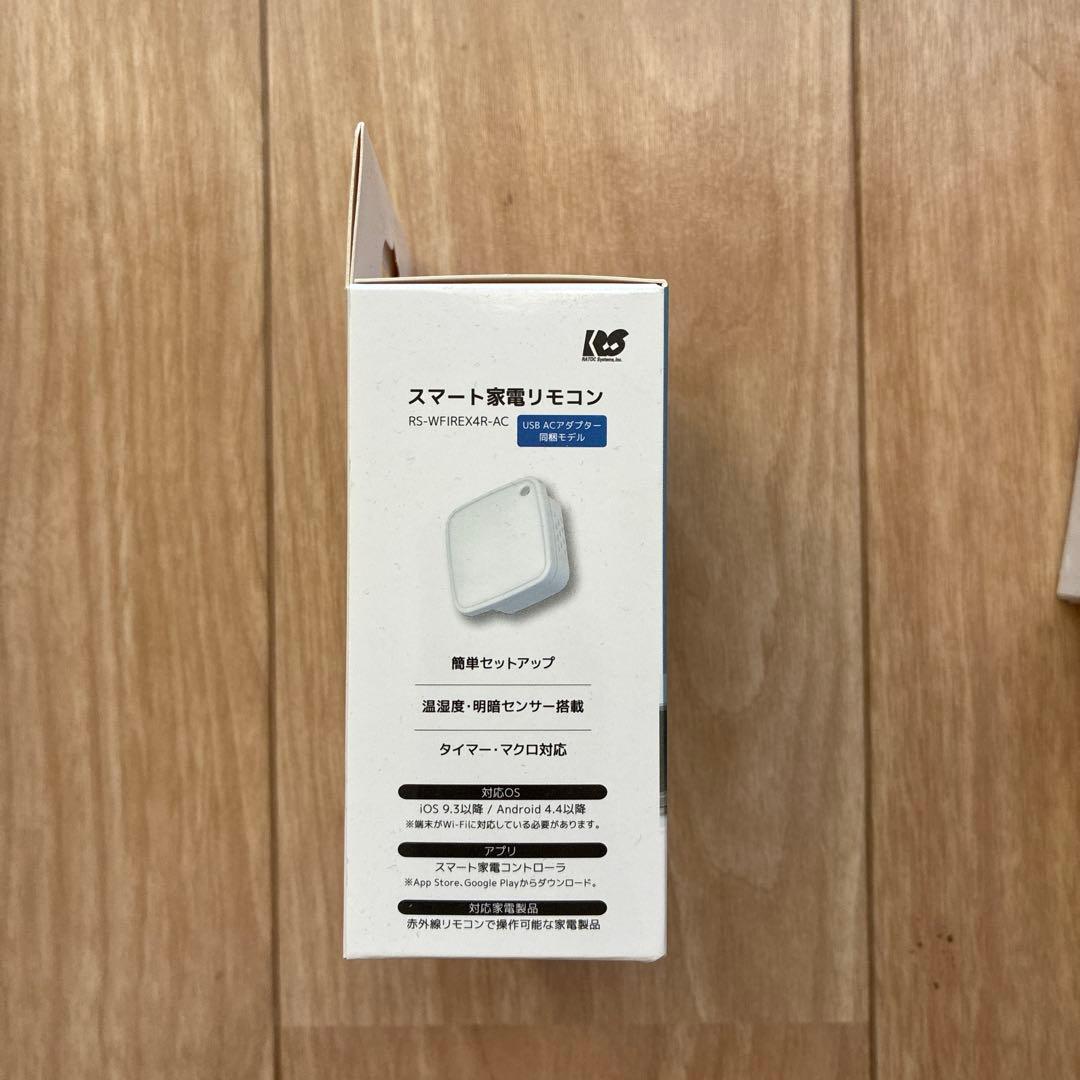 RATOC Systems, Inc.
スマート家電リモコン
RS-WFIREX4R-AC
USB ACアダプター
同梱モデル
簡単セットアップ
温湿度・明暗センサー搭載
タイマー・マクロ対応
対応OS
iOS 9.3以降 / Android 4.4以降
※端末がWi-Fiに対応している必要があります。
アプリ
スマート家電コントローラ
※App Store、Google Playからダウンロード。
対応家電製品
赤外線リモコンで操作可能な家電製品